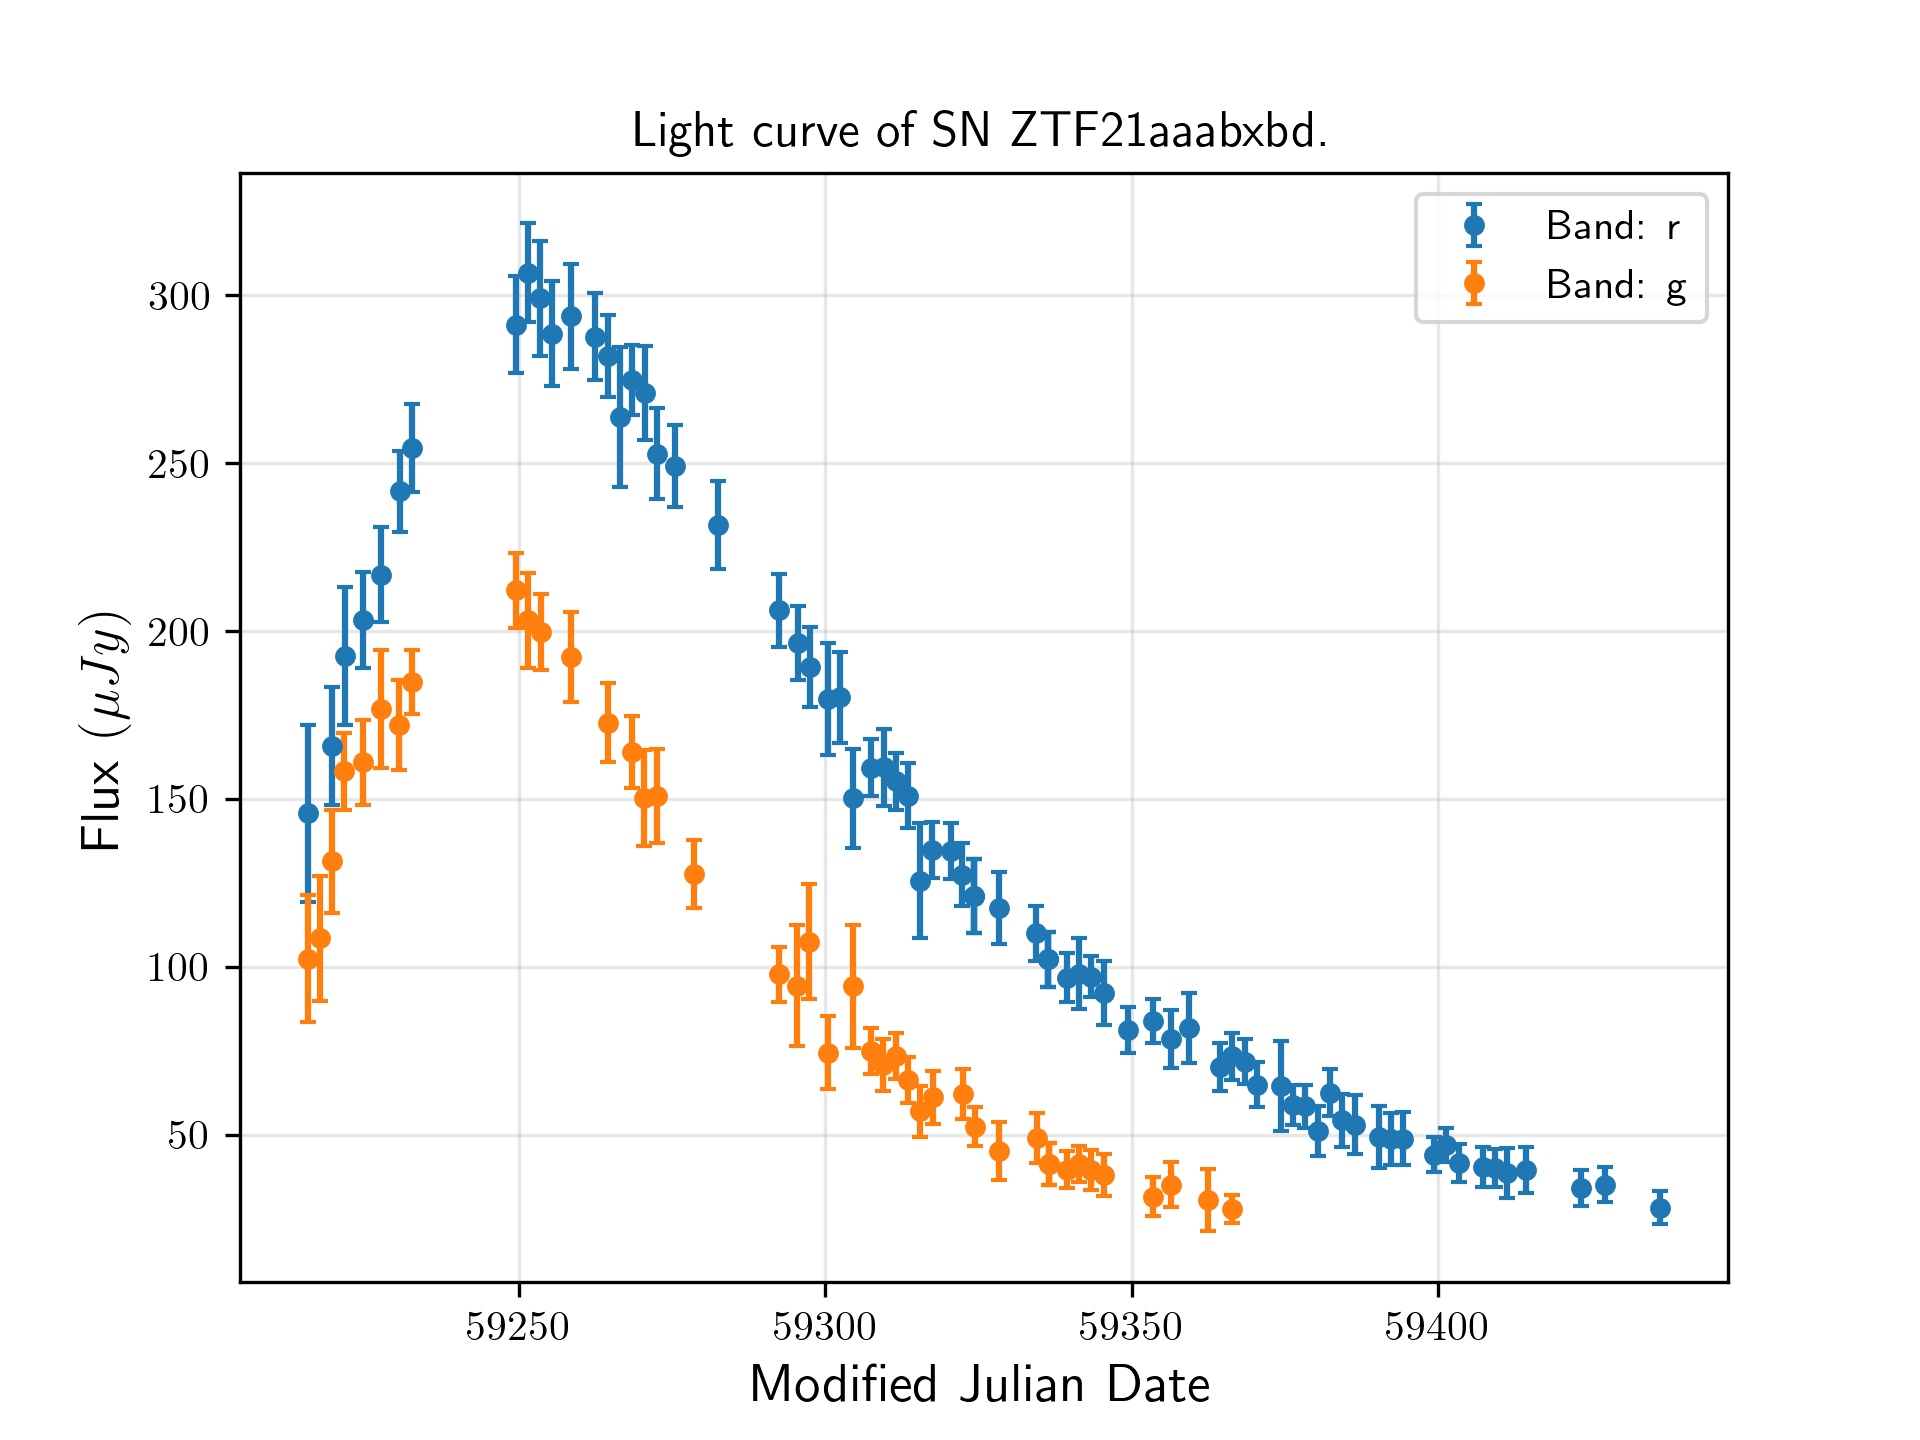 Light curve of SN ZTF21aaabxbd.
Band: r
Band: g
300
250
200
150
100
50
Flux (μJy)
59250 59300 59350 59400
Modified Julian Date